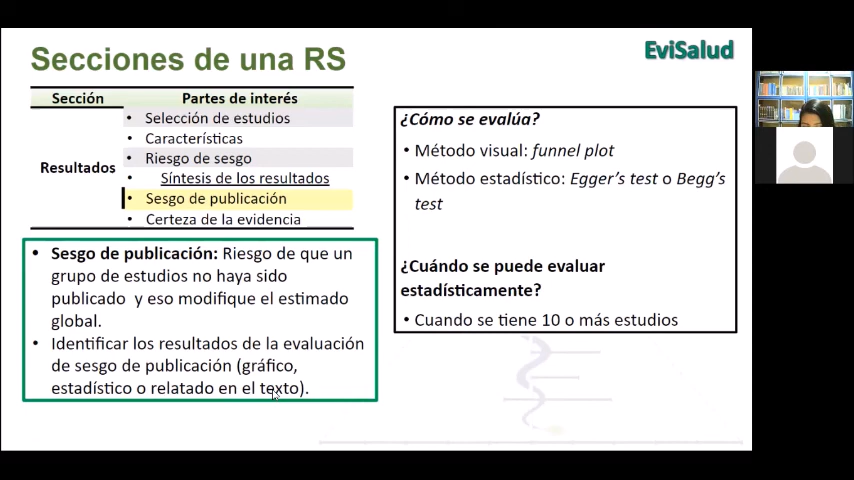 Secciones de una RS
EviSalud
Sección Partes de interés
• Selección de estudios
• Características
Resultados • Riesgo de sesgo
• Síntesis de los resultados
• Sesgo de publicación
• Certeza de la evidencia
• Sesgo de publicación: Riesgo de que un
grupo de estudios no haya sido
publicado y eso modifique el estimado
global.
• Identificar los resultados de la evaluación
de sesgo de publicación (gráfico,
estadístico o relatado en el texto).
¿Cómo se evalúa?
• Método visual: funnel plot
• Método estadístico: Egger's test o Begg's
test
¿Cuándo se puede evaluar
estadísticamente?
• Cuando se tiene 10 o más estudios